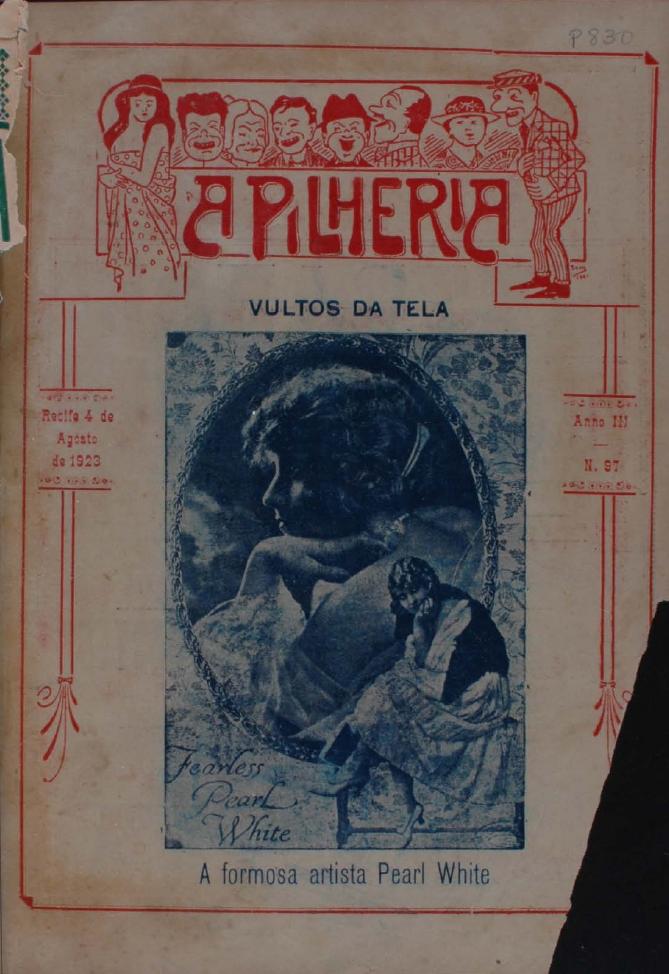 P830
A PILHERIA
VULTOS DA TELA
Recife 4 de
Agosto
de 1923
Anno III
N. 97
Fearless
Pearl
White
A formosa artista Pearl White